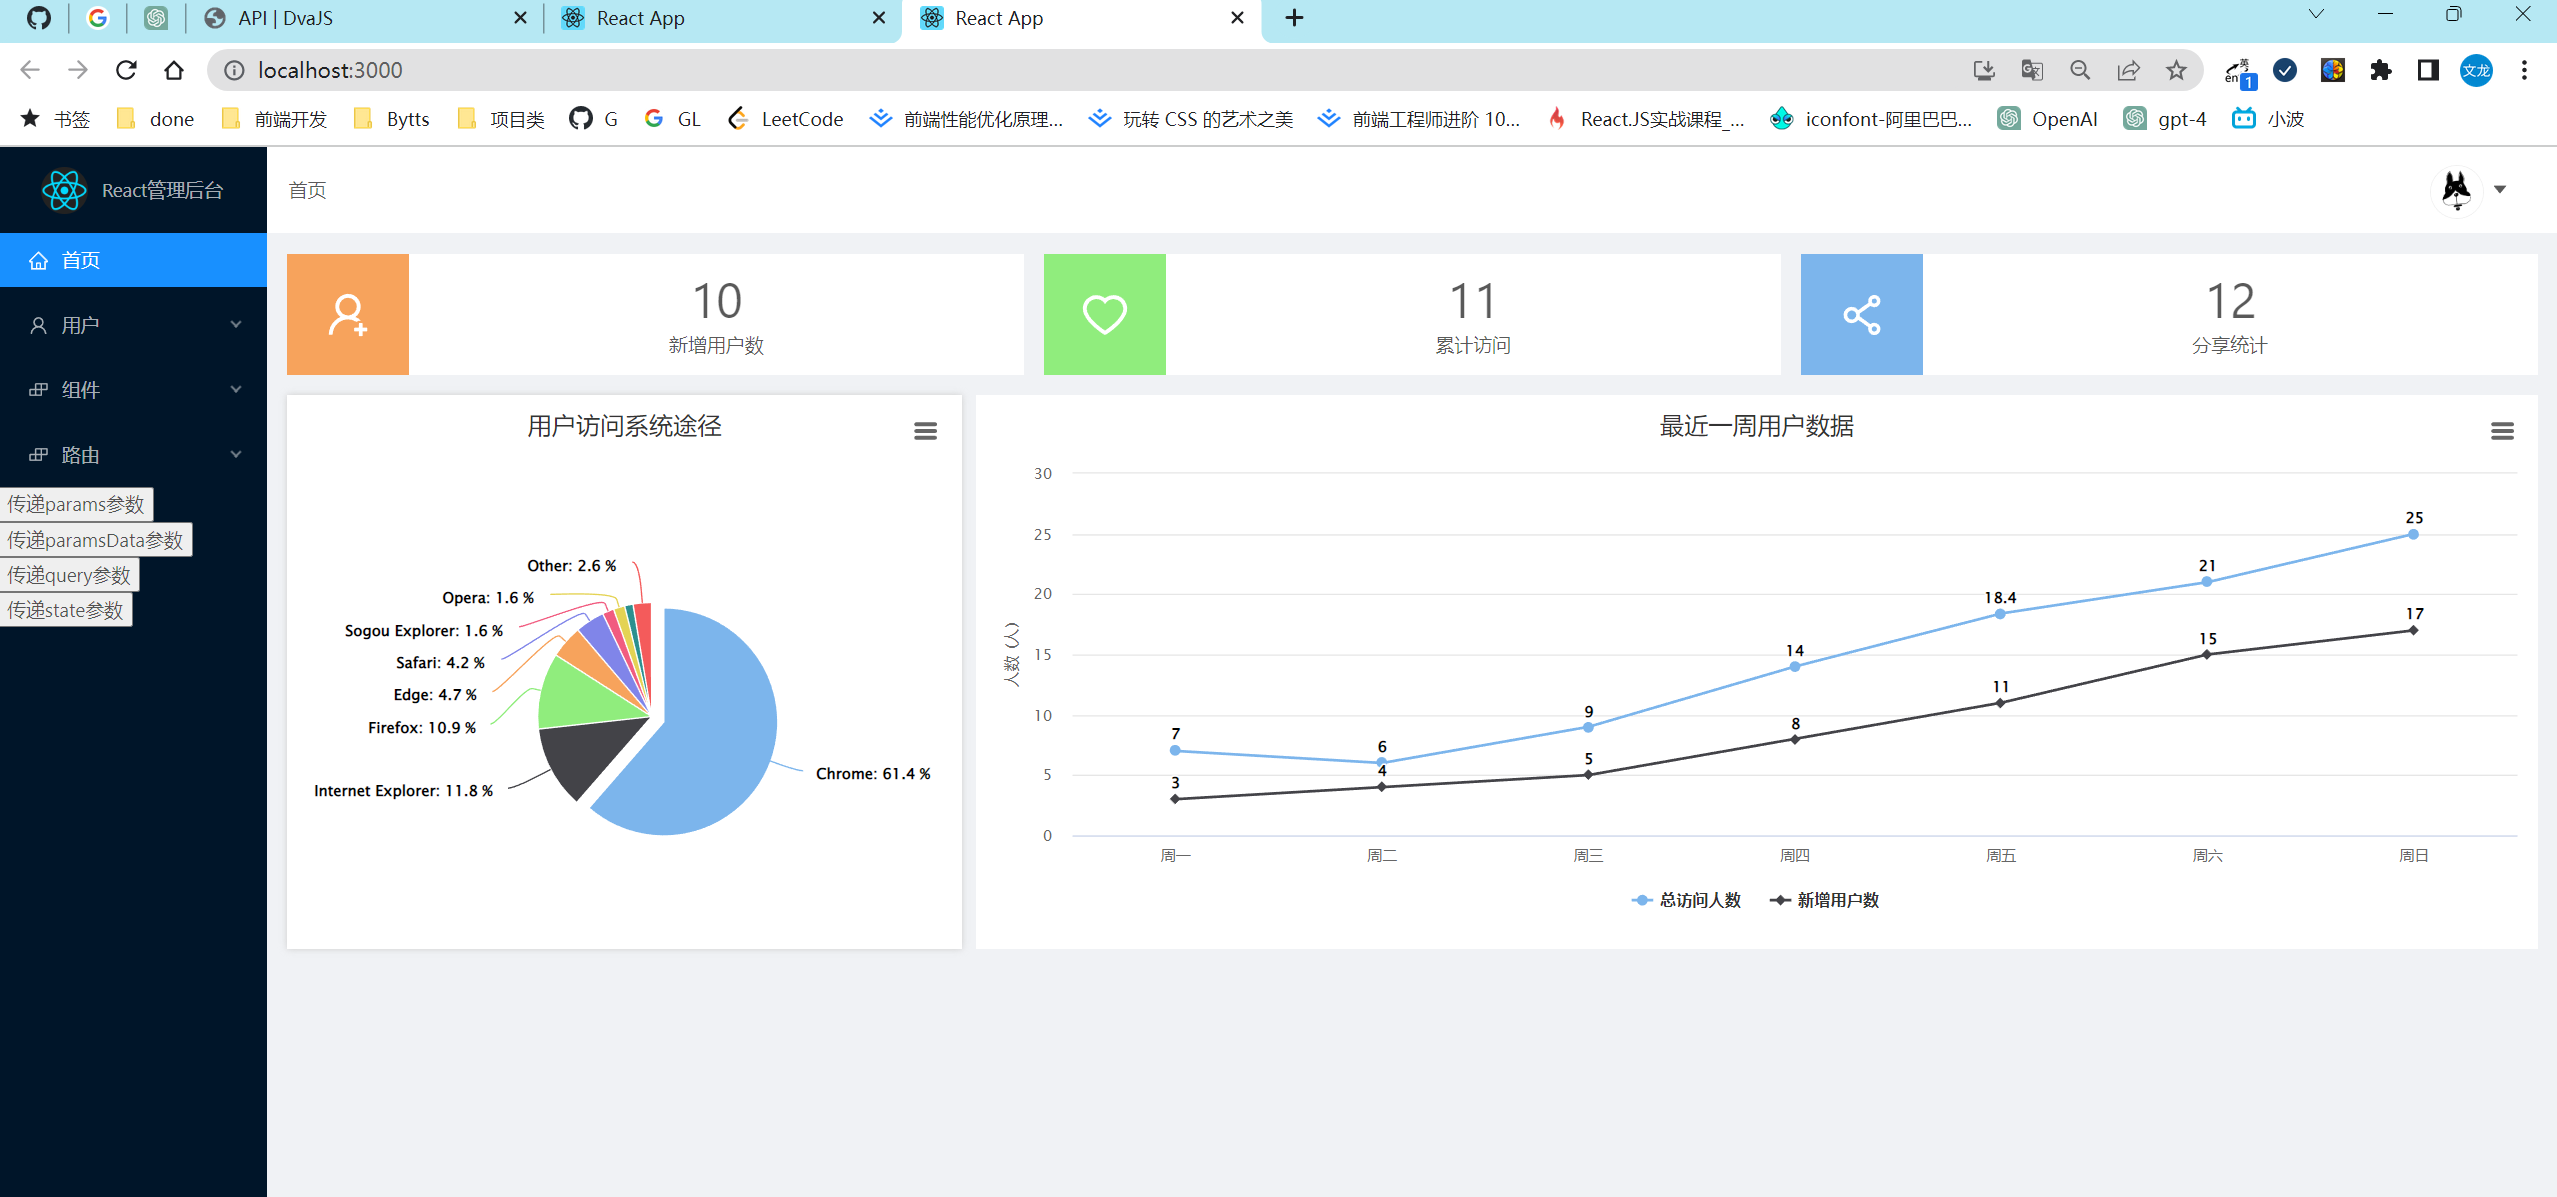 API | DvaJS
React App
React App
localhost:3000
英
en
1
文龙
书签
done
前端开发
Bytts
项目类
G
GL
LeetCode
前端性能优化原理...
玩转 CSS 的艺术之美
前端工程师进阶 10...
React.JS实战课程_...
iconfont-阿里巴巴...
OpenAI
gpt-4
小波
React管理后台
首页
首页
用户
组件
路由
传递params参数
传递paramsData参数
传递query参数
传递state参数
10
新增用户数
11
累计访问
12
分享统计
用户访问系统途径
Other: 2.6 %
Opera: 1.6 %
Sogou Explorer: 1.6 %
Safari: 4.2 %
Edge: 4.7 %
Firefox: 10.9 %
Internet Explorer: 11.8 %
Chrome: 61.4 %
最近一周用户数据
人数 (人)
30
25
20
15
10
5
0
7
6
9
14
18.4
21
25
3
4
5
8
11
15
17
周一
周二
周三
周四
周五
周六
周日
总访问人数
新增用户数